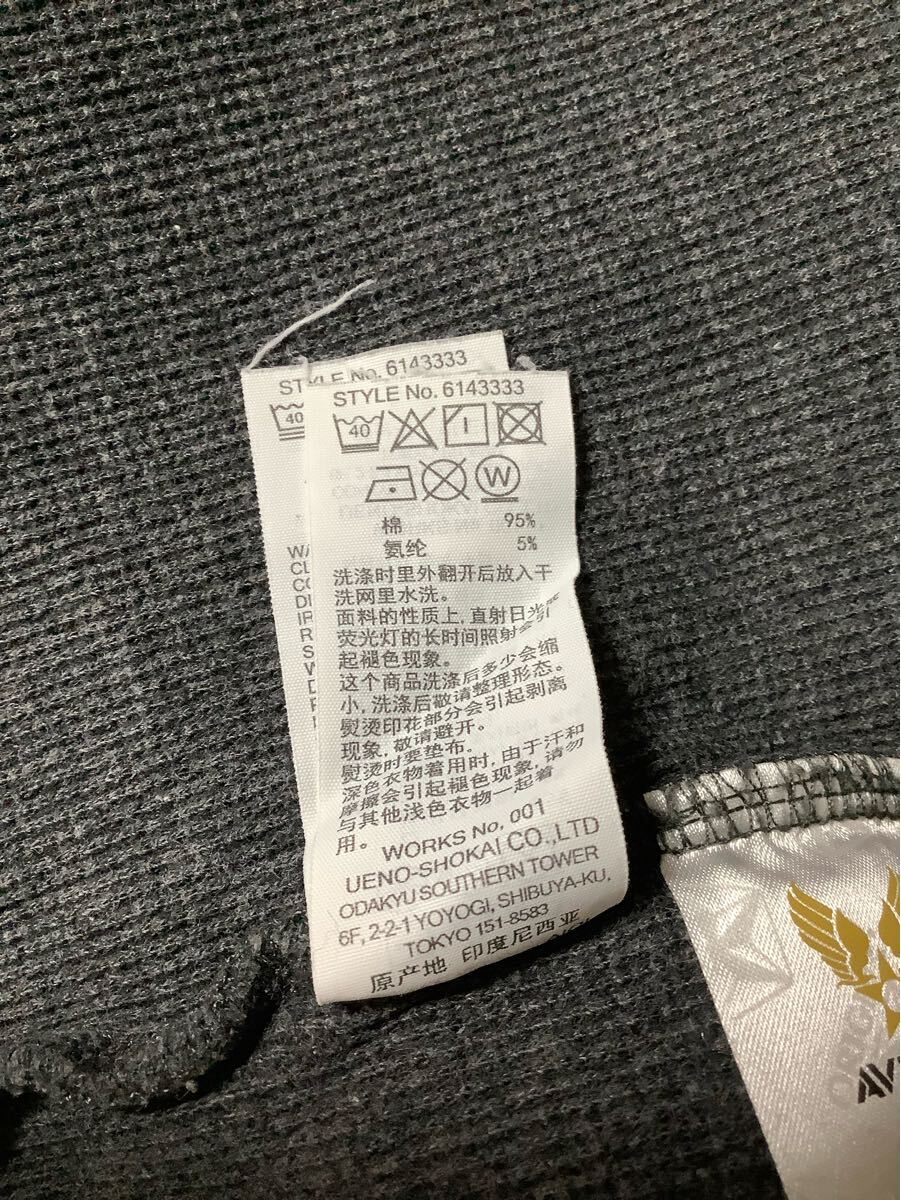 STYLE No. 6143333
40
STYLE No. 6143333
40
W
棉 95%
氨纶 5%
洗涤时里外翻开后放入干
洗网里水洗。
面料的性质上,直射日光或
荧光灯的长时间照射会引
起褪色现象。
这个商品洗涤后多少会缩
小,洗涤后敬请整理形态。
熨烫印花部分会引起剥离
现象,敬请避开。
熨烫时要垫布。
深色衣物着用时,由于汗和
摩擦会引起褪色现象,请勿
与其他浅色衣物一起着
用。
WORKS No, 001
UENO-SHOKAI CO.,LTD
ODAKYU SOUTHERN TOWER
6F, 2-2-1 YOYOGI, SHIBUYA-KU,
TOKYO 151-8583
原产地 印度尼西亚